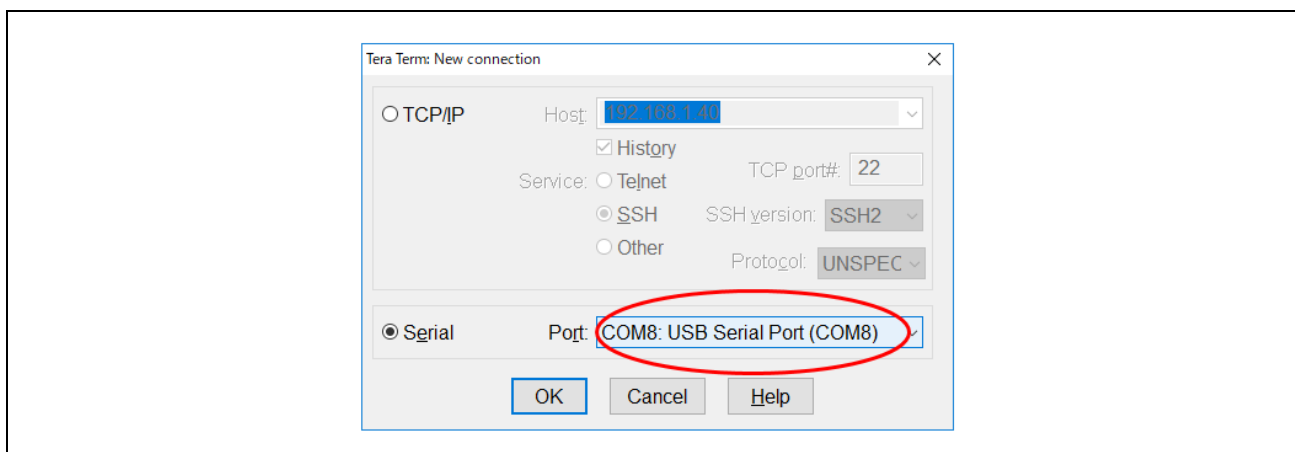 Tera Term: New connection
TCP/IP
Host: 192.168.1.40
History
Service: Telnet
TCP port#: 22
SSH
SSH version: SSH2
Other
Protocol: UNSPEC
Serial
Port: COM8: USB Serial Port (COM8)
OK
Cancel
Help